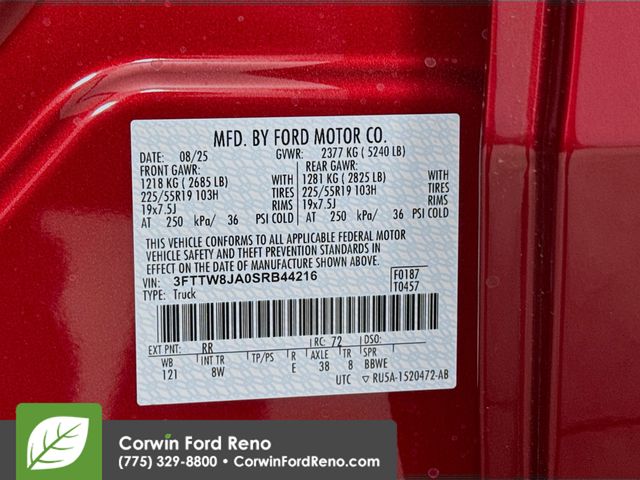 MFD. BY FORD MOTOR CO.
DATE: 08/25 GVWR: 2377 KG ( 5240 LB)
FRONT GAWR: REAR GAWR:
1218 KG ( 2685 LB) WITH 1281 KG ( 2825 LB) WITH
225/55R19 103H TIRES 225/55R19 103H TIRES
19x7.5J RIMS 19x7.5J RIMS
AT 250 kPa/ 36 PSI COLD AT 250 kPa/ 36 PSI COLD
THIS VEHICLE CONFORMS TO ALL APPLICABLE FEDERAL MOTOR
VEHICLE SAFETY AND THEFT PREVENTION STANDARDS IN EFFECT
ON THE DATE OF MANUFACTURE SHOWN ABOVE.
VIN: 3FTTW8JA0SRB44216 F0187
TYPE: Truck T0457
EXT PNT: RR RC: 72 DSO:
WB INT TR TP/PS R AXLE TR SPR
121 8W E 38 8 BBWE
UTC ▽ RU5A-1520472-AB
Corwin Ford Reno
(775) 329-8800 • CorwinFordReno.com